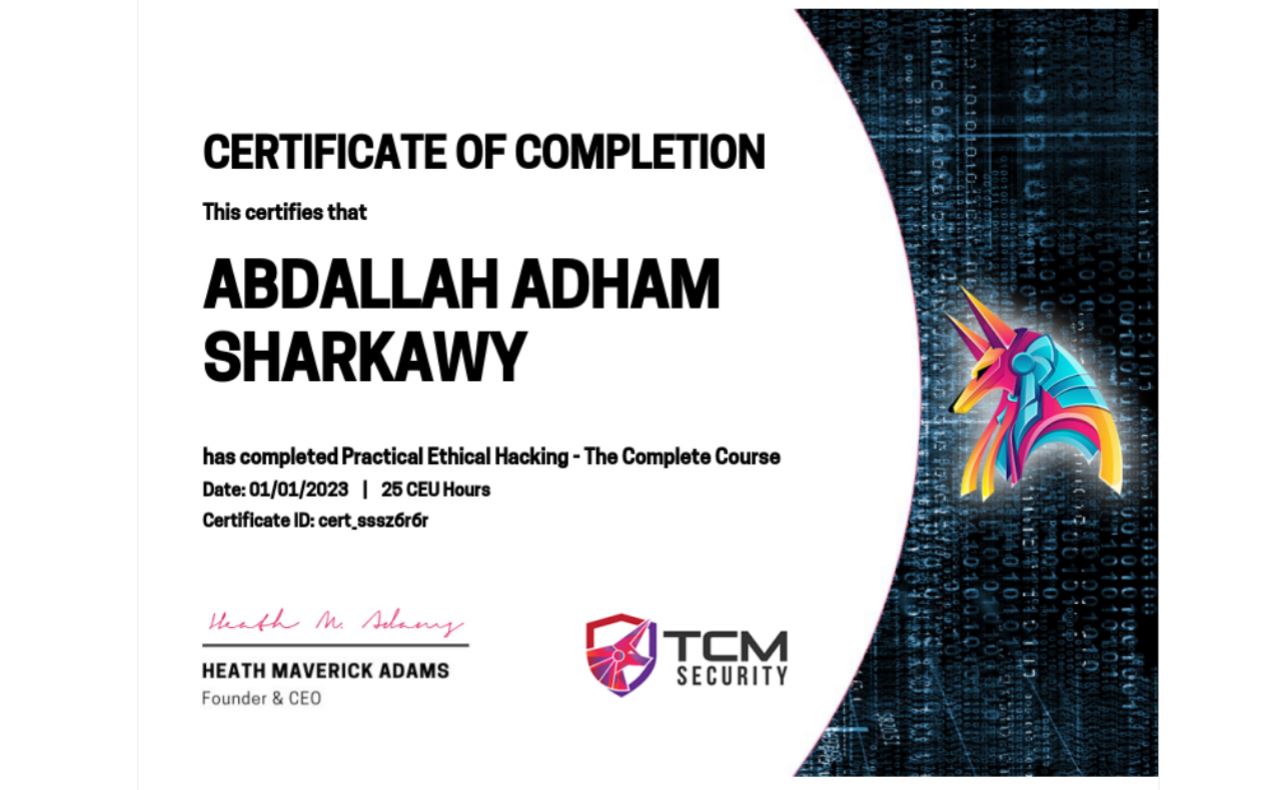 CERTIFICATE OF COMPLETION
This certifies that
ABDALLAH ADHAM
SHARKAWY
has completed Practical Ethical Hacking - The Complete Course
Date: 01/01/2023 | 25 CEU Hours
Certificate ID: cert_sssz6r6r
Heath M. Adams
HEATH MAVERICK ADAMS
Founder & CEO
TCM
SECURITY